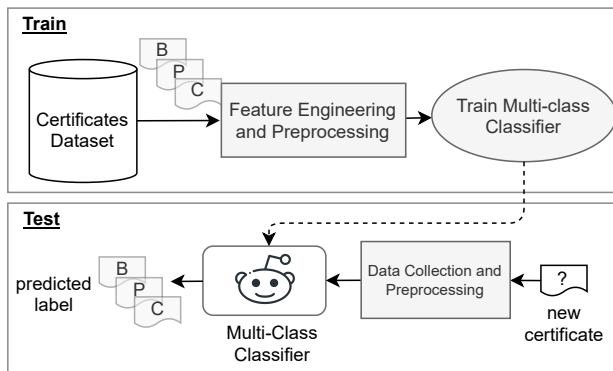 Train
B
P
C
Certificates
Dataset
Feature Engineering
and Preprocessing
Train Multi-class
Classifier
Test
B
P
C
predicted
label
Multi-Class
Classifier
Data Collection and
Preprocessing
?
new
certificate